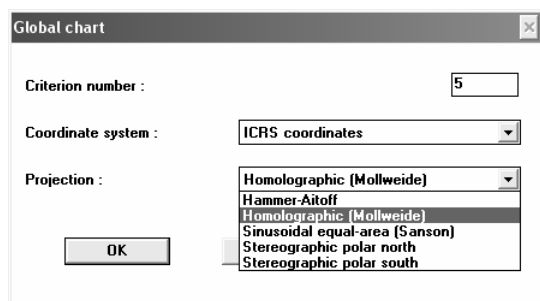 Global chart
Criterion number :
5
Coordinate system :
ICRS coordinates
Projection :
Homolographic (Mollweide)
Hammer-Aitoff
Homolographic (Mollweide)
Sinusoidal equal-area (Sanson)
Stereographic polar north
Stereographic polar south
OK